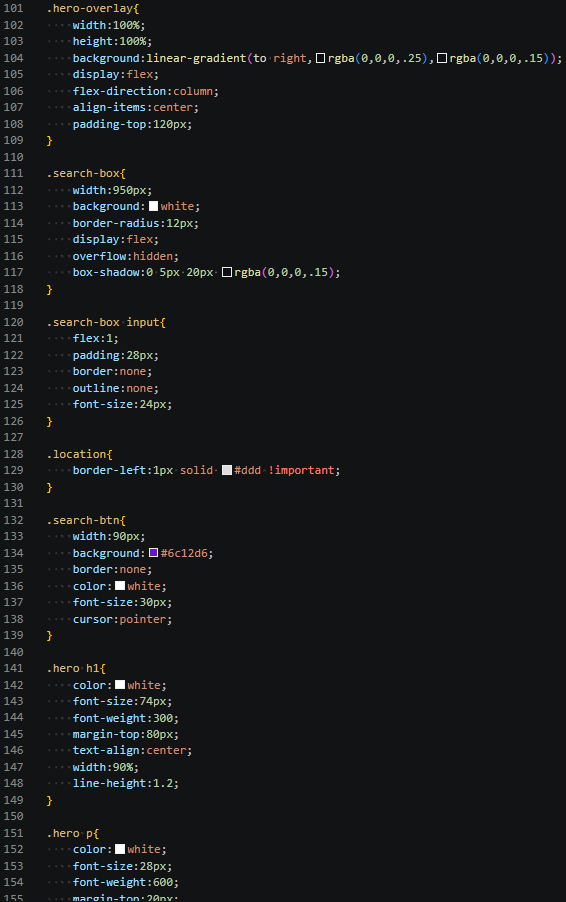 101 .hero-overlay{
102 width:100%;
103 height:100%;
104 background:linear-gradient(to right,rgba(0,0,0,.25),rgba(0,0,0,.15));
105 display:flex;
106 flex-direction:column;
107 align-items:center;
108 padding-top:120px;
109 }
110
111 .search-box{
112 width:950px;
113 background:white;
114 border-radius:12px;
115 display:flex;
116 overflow:hidden;
117 box-shadow:0 5px 20px rgba(0,0,0,.15);
118 }
119
120 .search-box input{
121 flex:1;
122 padding:28px;
123 border:none;
124 outline:none;
125 font-size:24px;
126 }
127
128 .location{
129 border-left:1px solid #ddd !important;
130 }
131
132 .search-btn{
133 width:90px;
134 background:#6c12d6;
135 border:none;
136 color:white;
137 font-size:30px;
138 cursor:pointer;
139 }
140
141 .hero h1{
142 color:white;
143 font-size:74px;
144 font-weight:300;
145 margin-top:80px;
146 text-align:center;
147 width:90%;
148 line-height:1.2;
149 }
150
151 .hero p{
152 color:white;
153 font-size:28px;
154 font-weight:600;
155 margin-top:20px;